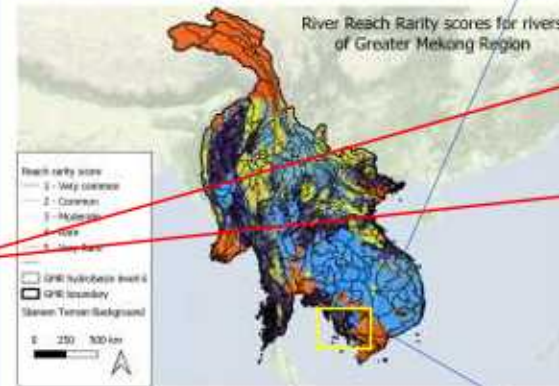 River Reach Rarity scores for rivers
of Greater Mekong Region
Reach rarity score
1 - Very common
2 - Common
3 - Moderate
4 - Rare
5 - Very Rare
GMR hydrobasin level 6
GMR boundary
Stamen Terrain Background
0 250 500 km